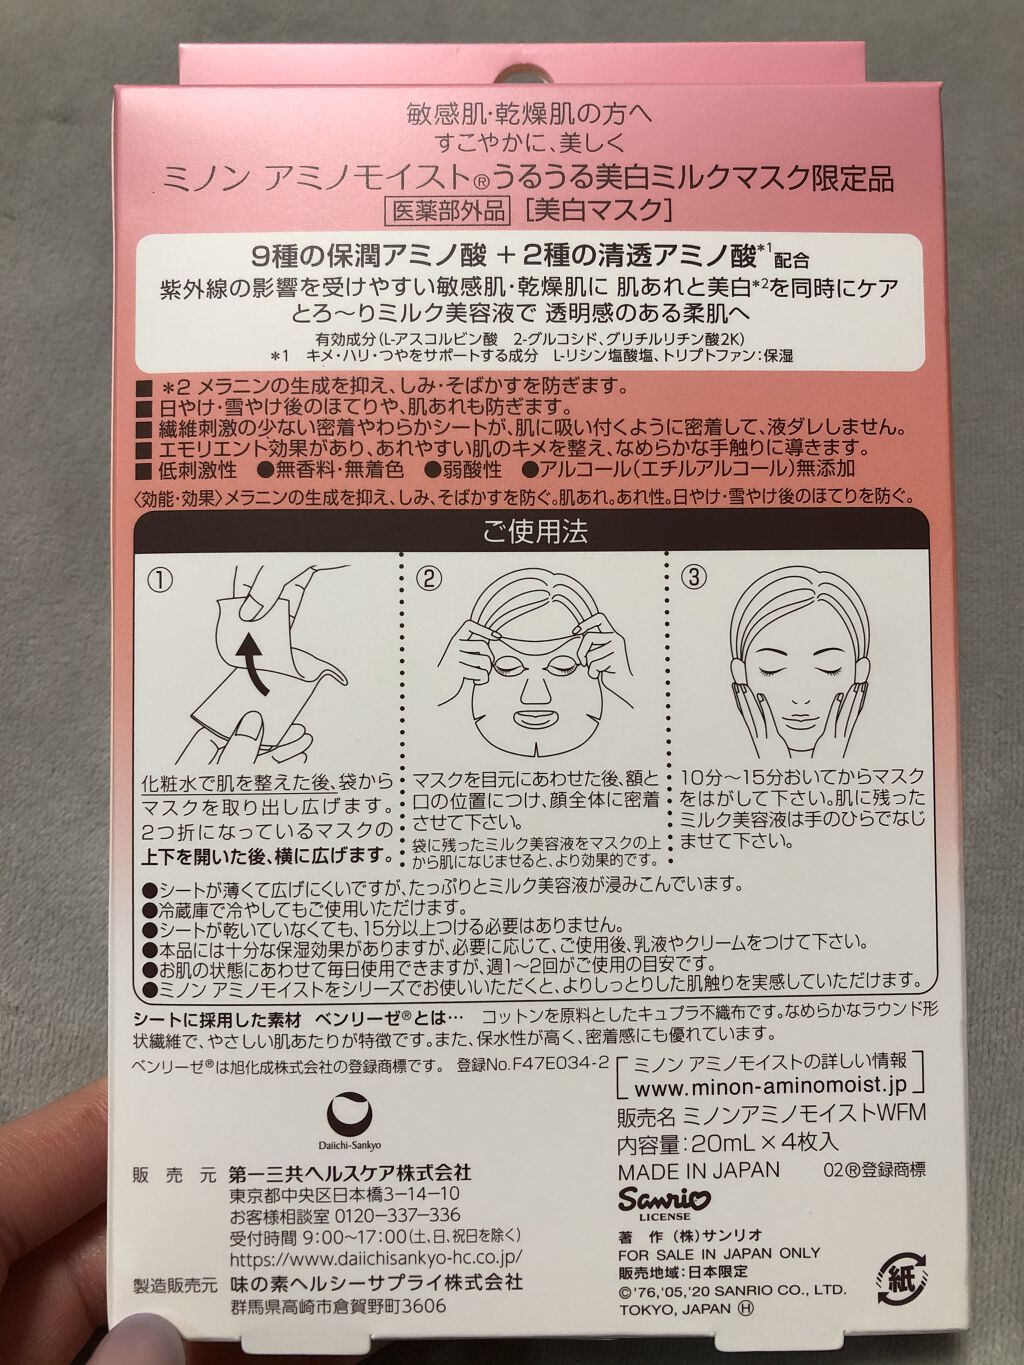 敏感肌・乾燥肌の方へ
すこやかに、美しく
ミノン アミノモイスト®うるうる美白ミルクマスク限定品
医薬部外品 [美白マスク]
9種の保潤アミノ酸＋2種の清透アミノ酸*1配合
紫外線の影響を受けやすい敏感肌・乾燥肌に 肌あれと美白*2を同時にケア
とろ〜りミルク美容液で 透明感のある柔肌へ
有効成分(L-アスコルビン酸 2-グルコシド、グリチルリチン酸2K)
*1 キメ・ハリ・つやをサポートする成分 L-リシン塩酸塩、トリプトファン:保湿
■ *2 メラニンの生成を抑え、しみ・そばかすを防ぎます。
■ 日やけ・雪やけ後のほてりや、肌あれも防ぎます。
■ 繊維刺激の少ない密着やわらかシートが、肌に吸い付くように密着して、液ダレしません。
■ エモリエント効果があり、あれやすい肌のキメを整え、なめらかな手触りに導きます。
■ 低刺激性 ●無香料・無着色 ●弱酸性 ●アルコール(エチルアルコール)無添加
〈効能・効果〉メラニンの生成を抑え、しみ、そばかすを防ぐ。肌あれ。あれ性。日やけ・雪やけ後のほてりを防ぐ。
ご使用法
①
化粧水で肌を整えた後、袋から
マスクを取り出し広げます。
2つ折になっているマスクの
上下を開いた後、横に広げます。
②
マスクを目元にあわせた後、額と
口の位置につけ、顔全体に密着
させて下さい。
袋に残ったミルク美容液をマスクの上
から肌になじませると、より効果的です。
③
10分〜15分おいてからマスク
をはがして下さい。肌に残った
ミルク美容液は手のひらでなじ
ませて下さい。
●シートが薄くて広げにくいですが、たっぷりとミルク美容液が浸みこんでいます。
●冷蔵庫で冷やしてもご使用いただけます。
●シートが乾いていなくても、15分以上つける必要はありません。
●本品には十分な保湿効果がありますが、必要に応じて、ご使用後、乳液やクリームをつけて下さい。
●お肌の状態にあわせて毎日使用できますが、週1〜2回がご使用の目安です。
●ミノン アミノモイストをシリーズでお使いいただくと、よりしっとりした肌触りを実感していただけます。
シートに採用した素材 ベンリーゼ®とは… コットンを原料としたキュプラ不織布です。なめらかなラウンド形
状繊維で、やさしい肌あたりが特徴です。また、保水性が高く、密着感にも優れています。
ベンリーゼ®は旭化成株式会社の登録商標です。 登録No.F47E034-2
ミノン アミノモイストの詳しい情報
www.minon-aminomoist.jp
販売名 ミノンアミノモイストWFM
内容量:20mL×4枚入
MADE IN JAPAN 02®登録商標
Daiichi-Sankyo
販売元 第一三共ヘルスケア株式会社
東京都中央区日本橋3-14-10
お客様相談室 0120-337-336
受付時間 9:00〜17:00(土、日、祝日を除く)
https://www.daiichisankyo-hc.co.jp/
製造販売元 味の素ヘルシーサプライ株式会社
群馬県高崎市倉賀野町3606
Sanrio
LICENSE
著 作 (株)サンリオ
FOR SALE IN JAPAN ONLY
販売地域:日本限定
©'76,'05,'20 SANRIO CO., LTD.
TOKYO, JAPAN Ⓗ
紙